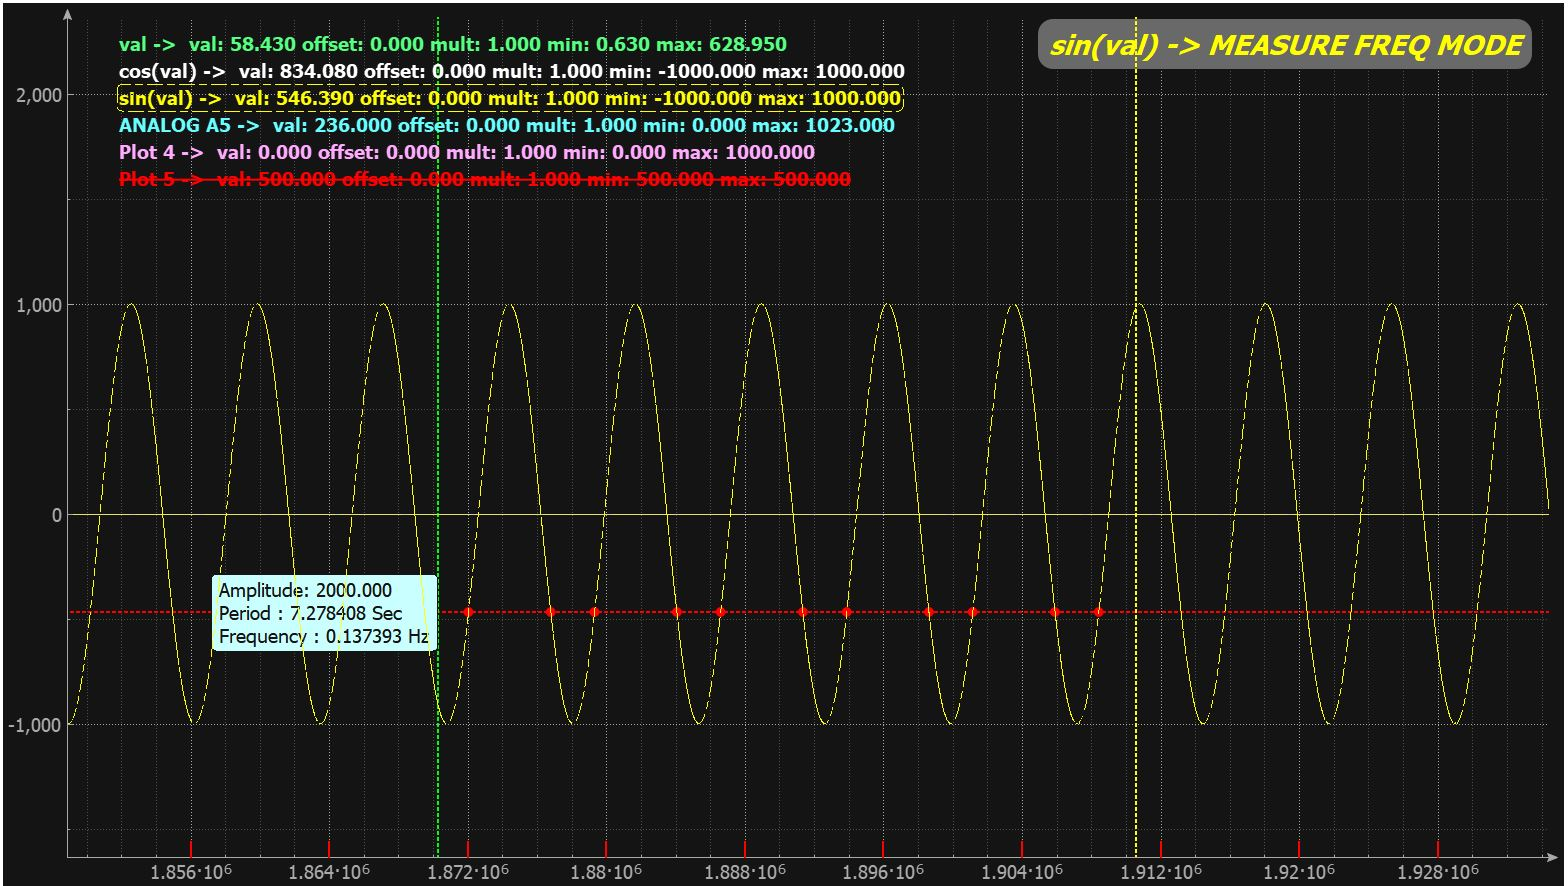 val -> val: 58.430 offset: 0.000 mult: 1.000 min: 0.630 max: 628.950
sin(val) -> MEASURE FREQ MODE
cos(val) -> val: 834.080 offset: 0.000 mult: 1.000 min: -1000.000 max: 1000.000
sin(val) -> val: 546.390 offset: 0.000 mult: 1.000 min: -1000.000 max: 1000.000
ANALOG A5 -> val: 236.000 offset: 0.000 mult: 1.000 min: 0.000 max: 1023.000
Plot 4 -> val: 0.000 offset: 0.000 mult: 1.000 min: 0.000 max: 1000.000
Plot 5 -> val: 500.000 offset: 0.000 mult: 1.000 min: 500.000 max: 500.000
2,000
1,000
0
-1,000
Amplitude: 2000.000
Period : 7.278408 Sec
Frequency : 0.137393 Hz
1.856·10⁶ 1.864·10⁶ 1.872·10⁶ 1.88·10⁶ 1.888·10⁶ 1.896·10⁶ 1.904·10⁶ 1.912·10⁶ 1.92·10⁶ 1.928·10⁶